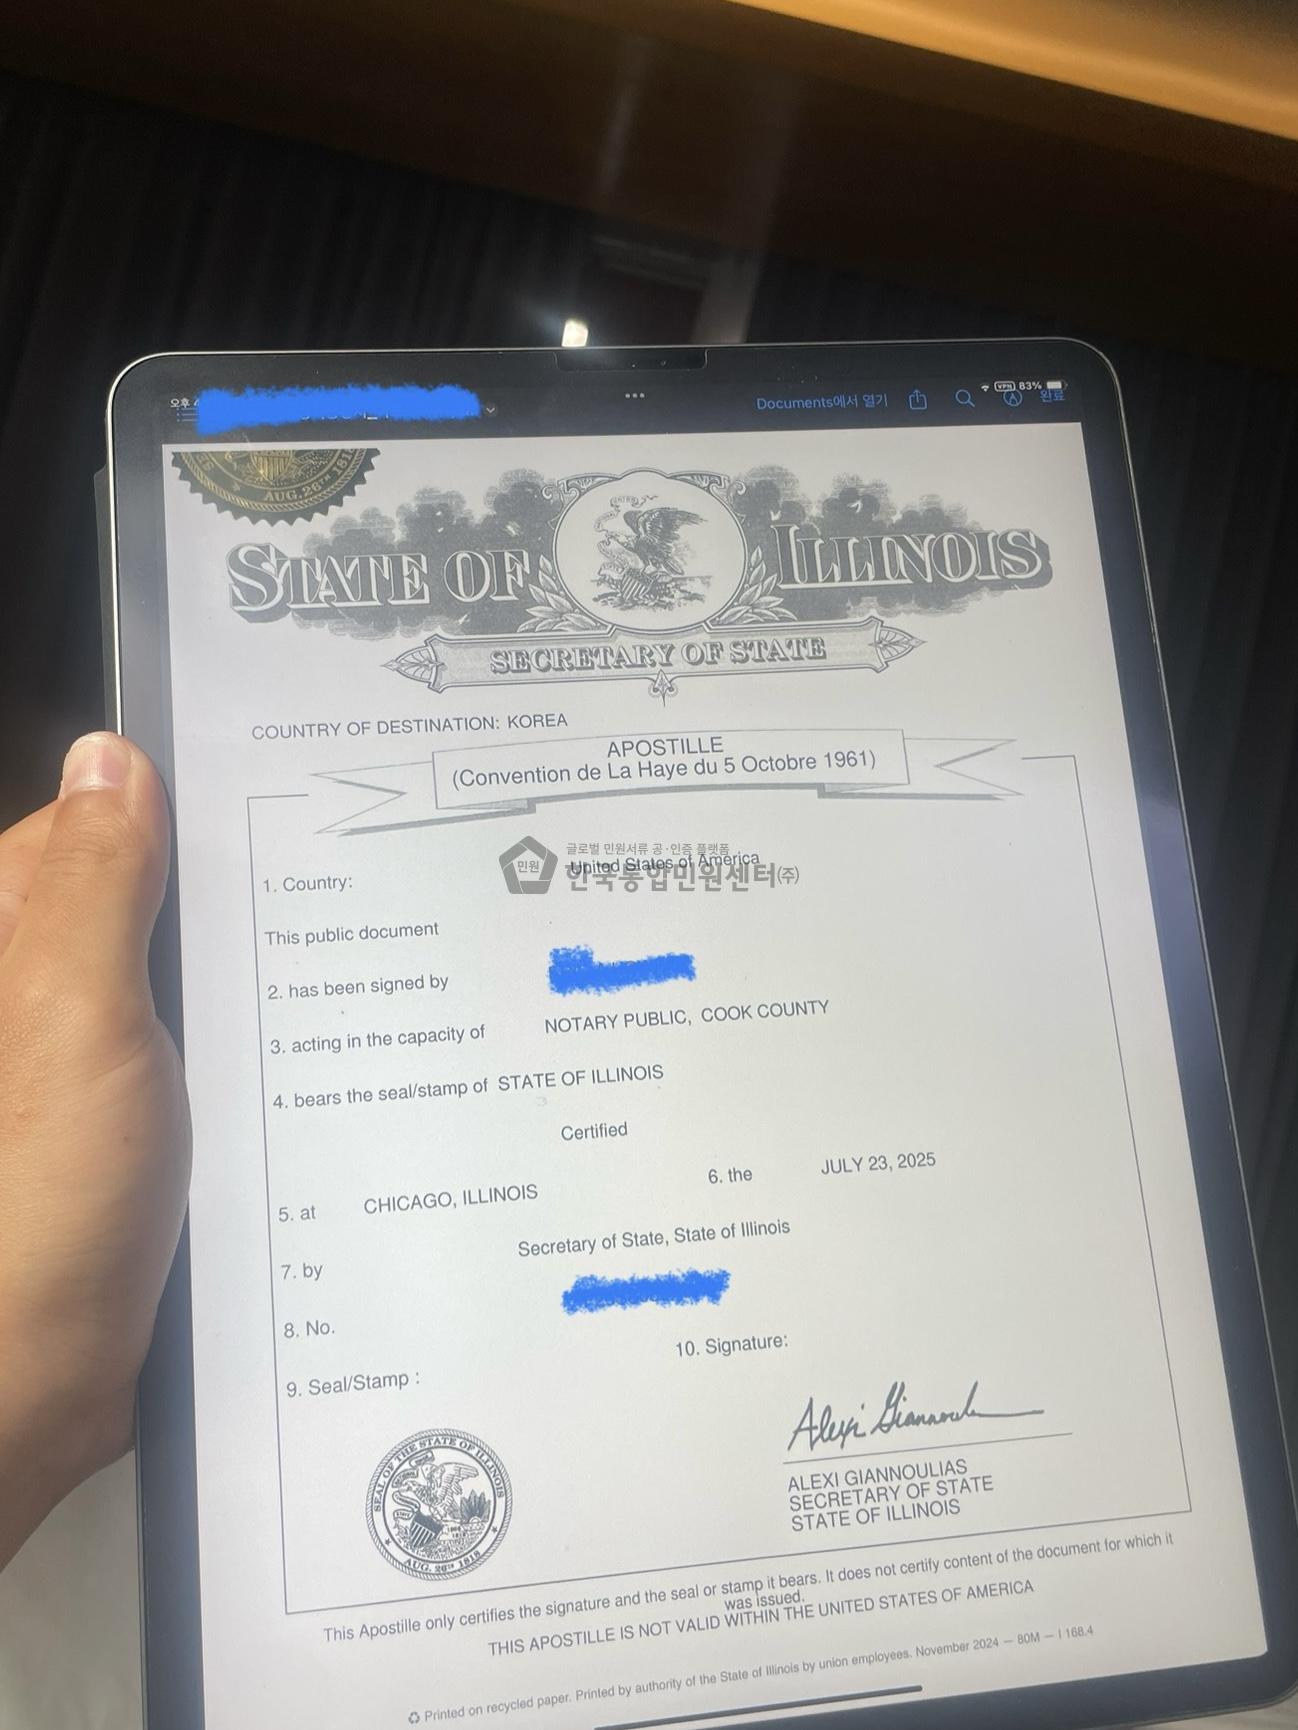 오후
Documents에서 열기
VPN 83%
완료
AUG. 26TH 1818
STATE OF ILLINOIS
SECRETARY OF STATE
COUNTRY OF DESTINATION: KOREA
APOSTILLE
(Convention de La Haye du 5 Octobre 1961)
민원
글로벌 민원서류 공·인증 플랫폼
한국통합민원센터(주)
1. Country: United States of America
This public document
2. has been signed by
3. acting in the capacity of NOTARY PUBLIC, COOK COUNTY
4. bears the seal/stamp of STATE OF ILLINOIS
Certified
5. at CHICAGO, ILLINOIS 6. the JULY 23, 2025
7. by Secretary of State, State of Illinois
8. No.
9. Seal/Stamp : 10. Signature:
SEAL OF THE STATE OF ILLINOIS
AUG. 26TH 1818
Alexi Giannoulias
ALEXI GIANNOULIAS
SECRETARY OF STATE
STATE OF ILLINOIS
This Apostille only certifies the signature and the seal or stamp it bears. It does not certify content of the document for which it
was issued.
THIS APOSTILLE IS NOT VALID WITHIN THE UNITED STATES OF AMERICA
Printed on recycled paper. Printed by authority of the State of Illinois by union employees. November 2024 — 80M — I 168.4